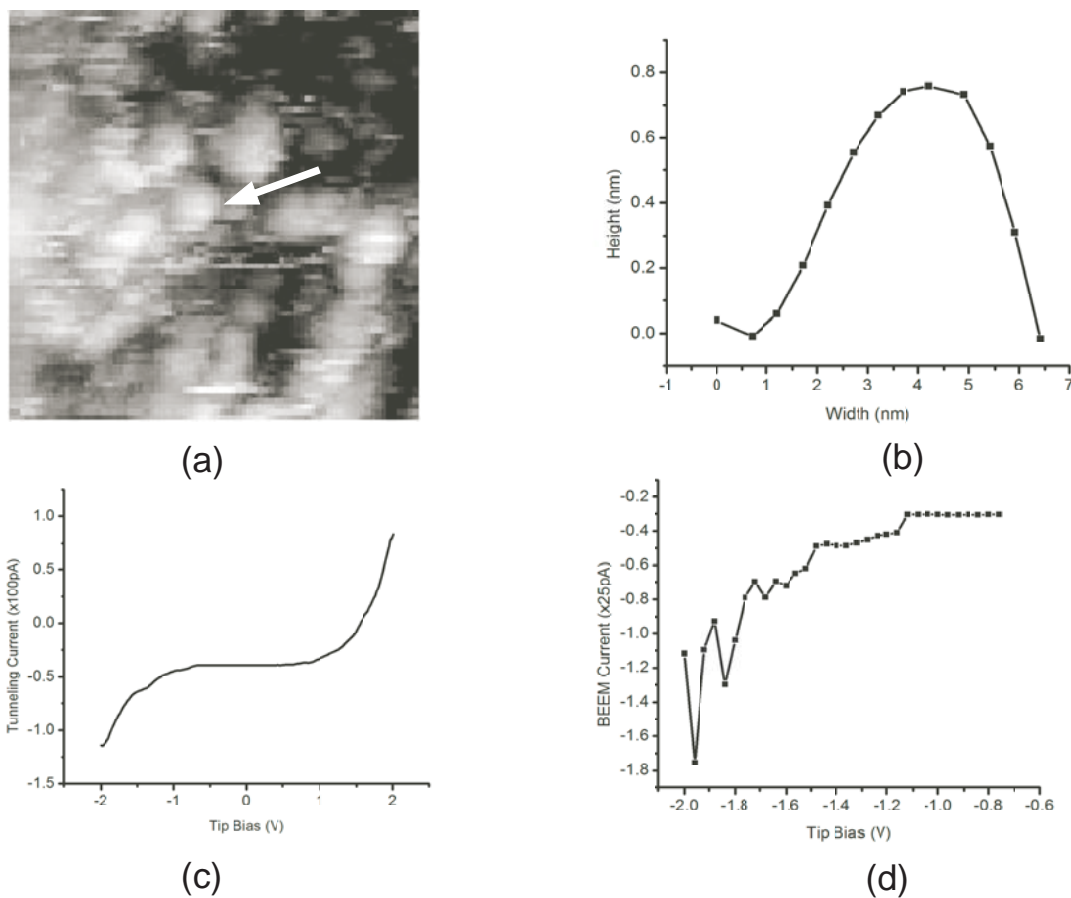 (a)
0.8
0.6
0.4
0.2
0.0
Height (nm)
-1 0 1 2 3 4 5 6 7
Width (nm)
(b)
1.0
0.5
0.0
-0.5
-1.0
-1.5
Tunneling Current (x100pA)
-2 -1 0 1 2
Tip Bias (V)
(c)
-0.2
-0.4
-0.6
-0.8
-1.0
-1.2
-1.4
-1.6
-1.8
BEEM Current (x25pA)
-2.0 -1.8 -1.6 -1.4 -1.2 -1.0 -0.8 -0.6
Tip Bias (V)
(d)